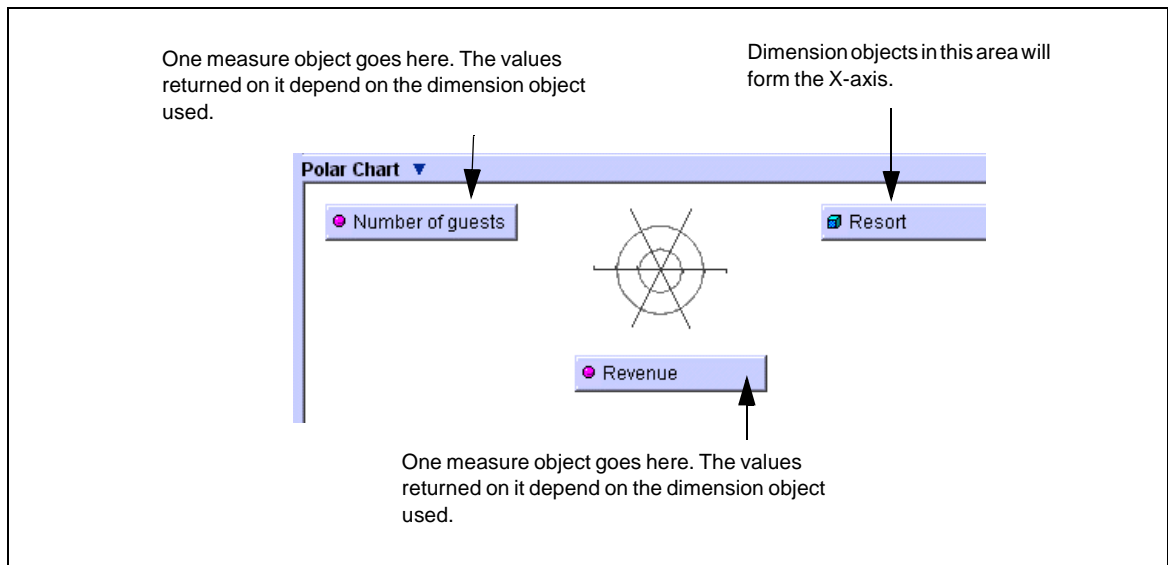 One measure object goes here. The values
returned on it depend on the dimension object
used.
Dimension objects in this area will
form the X-axis.
Polar Chart
Number of guests
Resort
Revenue
One measure object goes here. The values
returned on it depend on the dimension object
used.